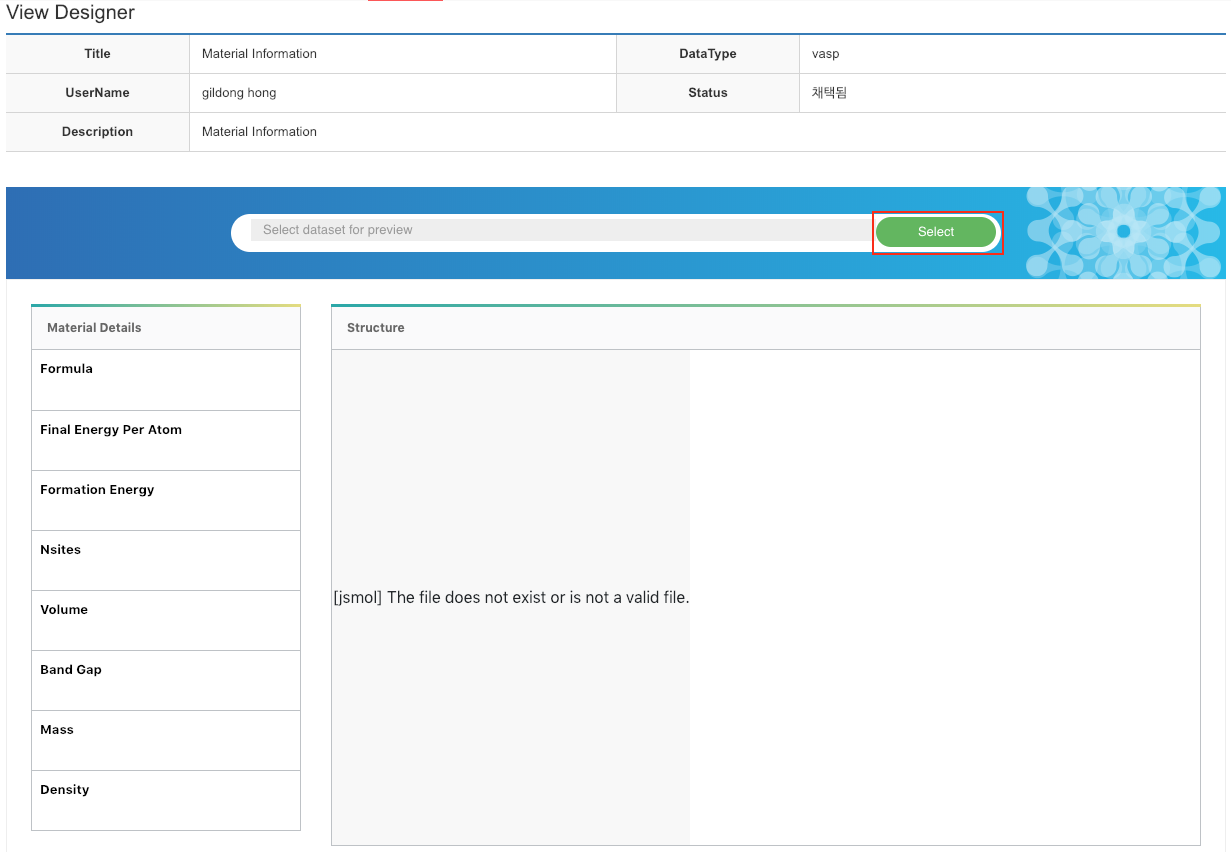 View Designer
Title Material Information DataType vasp
UserName gildong hong Status 채택됨
Description Material Information
Select dataset for preview Select
Material Details Structure
Formula
Final Energy Per Atom
Formation Energy
Nsites
[jsmol] The file does not exist or is not a valid file.
Volume
Band Gap
Mass
Density